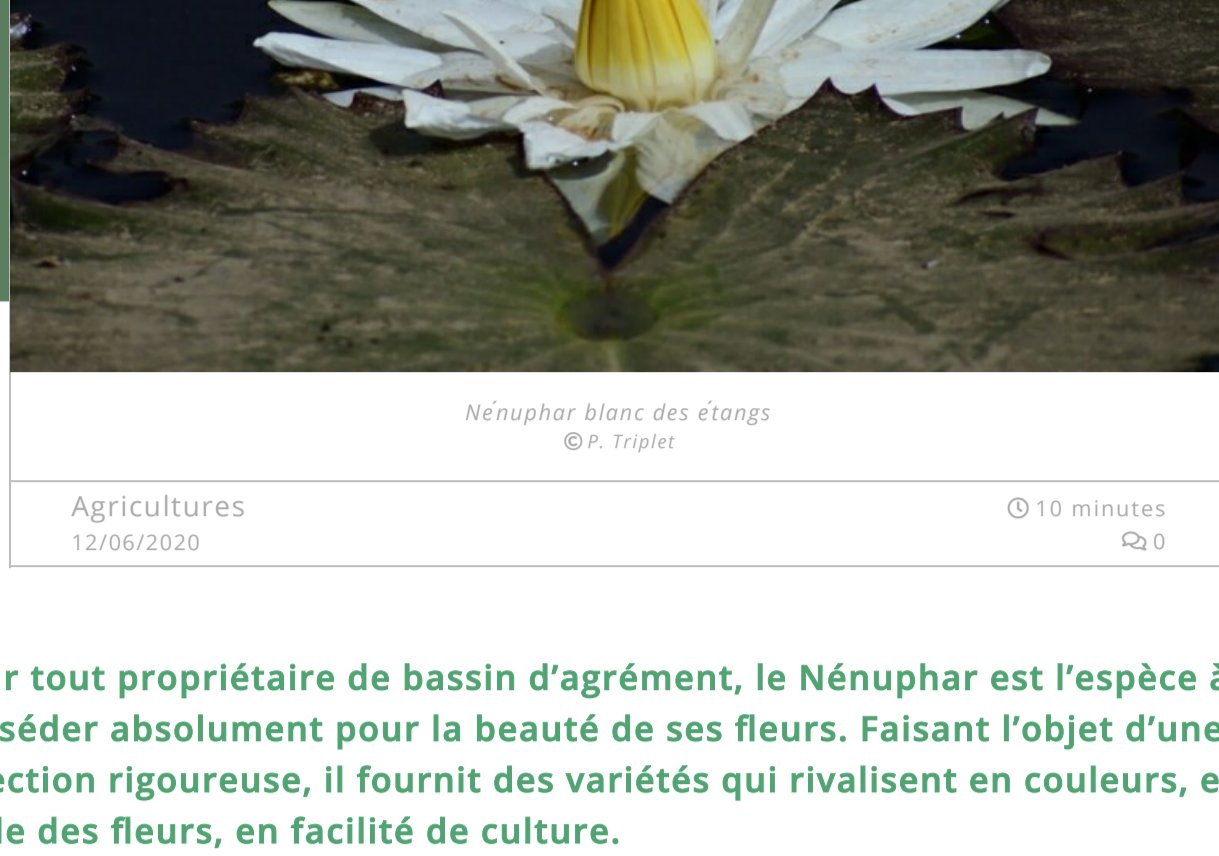 Nénuphar blanc des étangs
© P. Triplet
Agricultures
10 minutes
12/06/2020
0
r tout propriétaire de bassin d’agrément, le Nénuphar est l’espèce à
séder absolument pour la beauté de ses fleurs. Faisant l’objet d’une
ection rigoureuse, il fournit des variétés qui rivalisent en couleurs, e
le des fleurs, en facilité de culture.